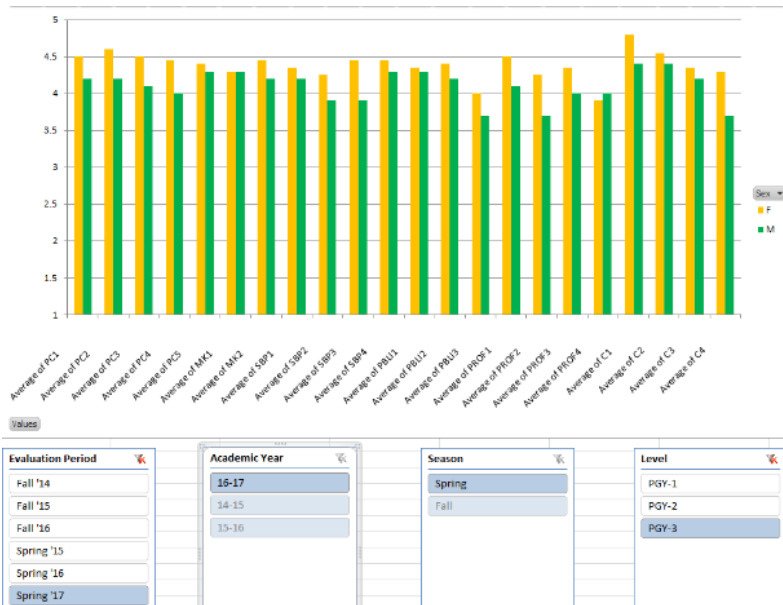 5
4.5
4
3.5
3
2.5
2
1.5
1
Sex
F
M
Average of PC1
Average of PC2
Average of PC3
Average of PC4
Average of PC5
Average of MK1
Average of MK2
Average of SBP1
Average of SBP2
Average of SBP3
Average of SBP4
Average of PBLI1
Average of PBLI2
Average of PBLI3
Average of PROF1
Average of PROF2
Average of PROF3
Average of PROF4
Average of C1
Average of C2
Average of C3
Average of C4
Values
Evaluation Period
Fall '14
Fall '15
Fall '16
Spring '15
Spring '16
Spring '17
Academic Year
16-17
14-15
15-16
Season
Spring
Fall
Level
PGY-1
PGY-2
PGY-3